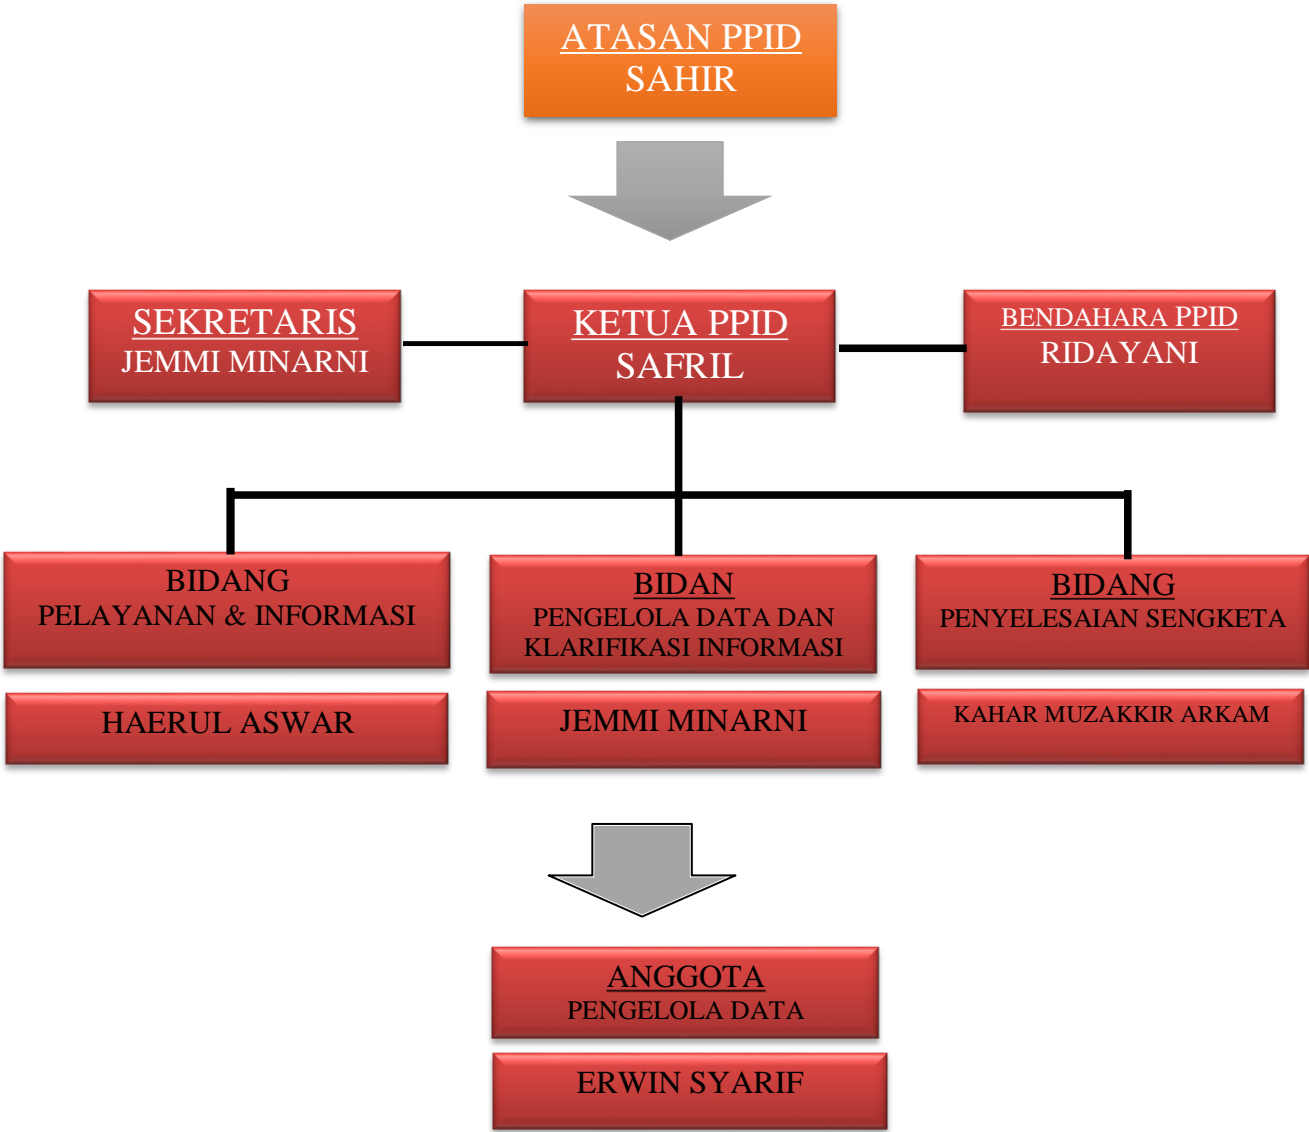 ATASAN PPID
SAHIR
SEKRETARIS
JEMMI MINARNI
KETUA PPID
SAFRIL
BENDAHARA PPID
RIDAYANI
BIDANG
PELAYANAN & INFORMASI
BIDAN
PENGELOLA DATA DAN
KLARIFIKASI INFORMASI
BIDANG
PENYELESAIAN SENGKETA
HAERUL ASWAR
JEMMI MINARNI
KAHAR MUZAKKIR ARKAM
ANGGOTA
PENGELOLA DATA
ERWIN SYARIF